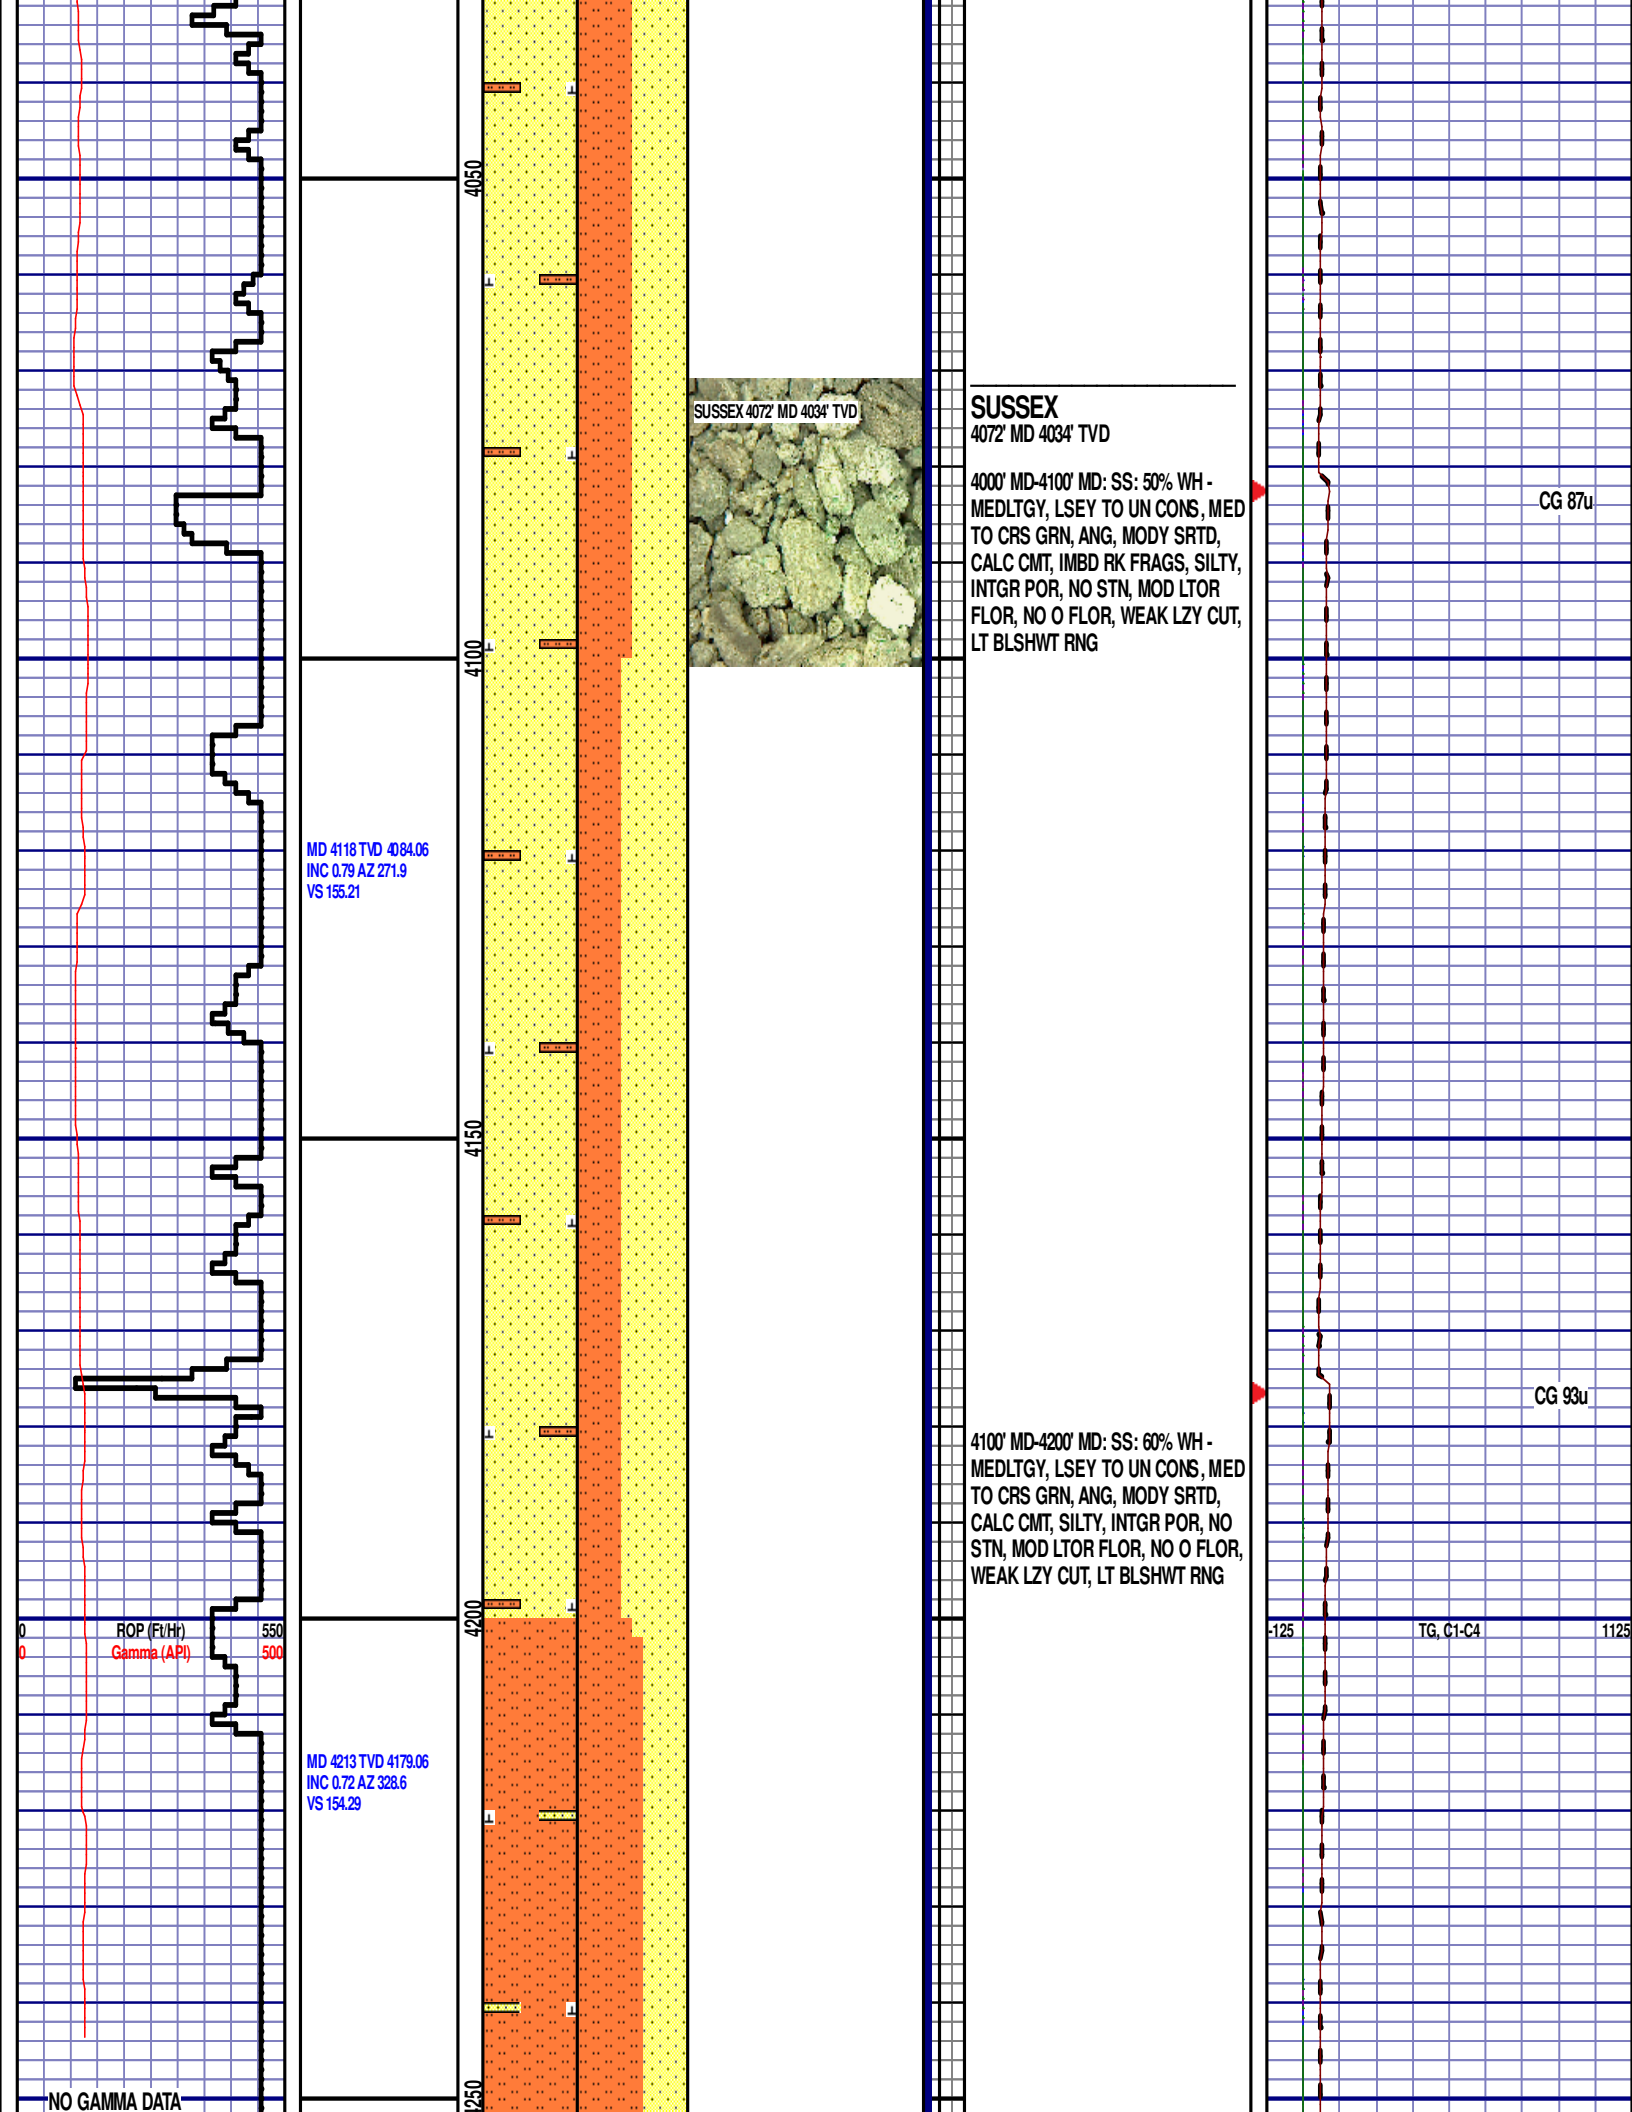 4050
SUSSEX 4072' MD 4034' TVD
SUSSEX
4072' MD 4034' TVD
4000' MD-4100' MD: SS: 50% WH -
MEDLTGY, LSEY TO UN CONS, MED
TO CRS GRN, ANG, MODY SRTD,
CALC CMT, IMBD RK FRAGS, SILTY,
INTGR POR, NO STN, MOD LTOR
FLOR, NO O FLOR, WEAK LZY CUT,
LT BLSHWT RNG
CG 87u
4100
MD 4118 TVD 4084.06
INC 0.79 AZ 271.9
VS 155.21
4150
CG 93u
4100' MD-4200' MD: SS: 60% WH -
MEDLTGY, LSEY TO UN CONS, MED
TO CRS GRN, ANG, MODY SRTD,
CALC CMT, SILTY, INTGR POR, NO
STN, MOD LTOR FLOR, NO O FLOR,
WEAK LZY CUT, LT BLSHWT RNG
4200
0 ROP (Ft/Hr) 550
0 Gamma (API) 500
-125 TG, C1-C4 1125
MD 4213 TVD 4179.06
INC 0.72 AZ 328.6
VS 154.29
4250
NO GAMMA DATA